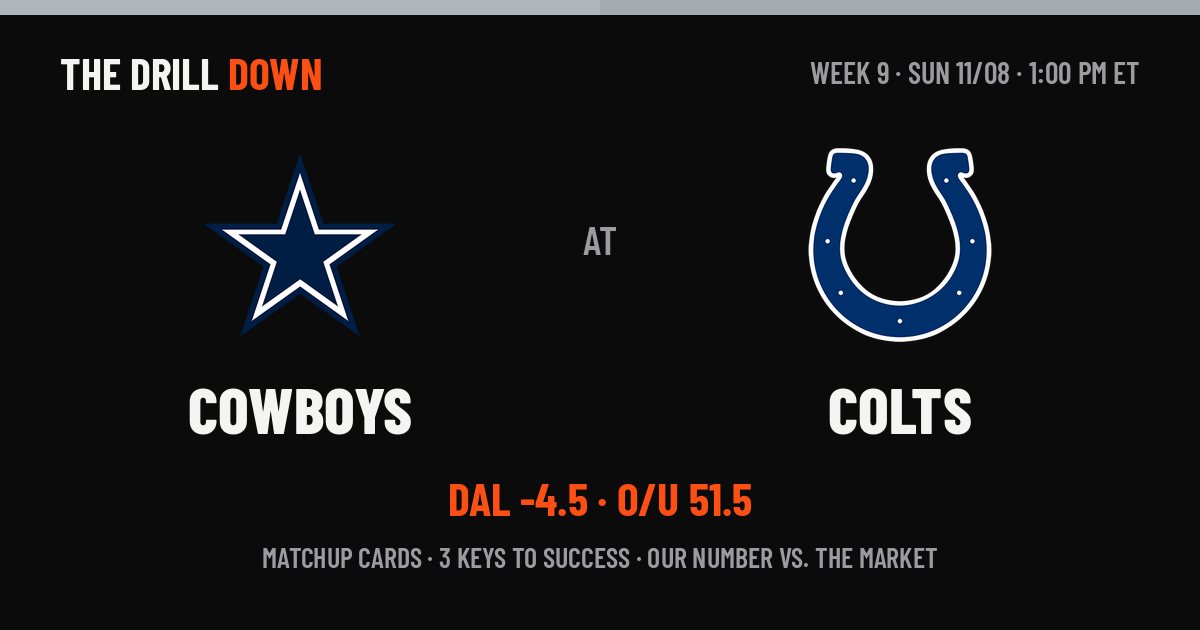 THE DRILL DOWN
WEEK 9 · SUN 11/08 · 1:00 PM ET
AT
COWBOYS
COLTS
DAL -4.5 · O/U 51.5
MATCHUP CARDS · 3 KEYS TO SUCCESS · OUR NUMBER VS. THE MARKET